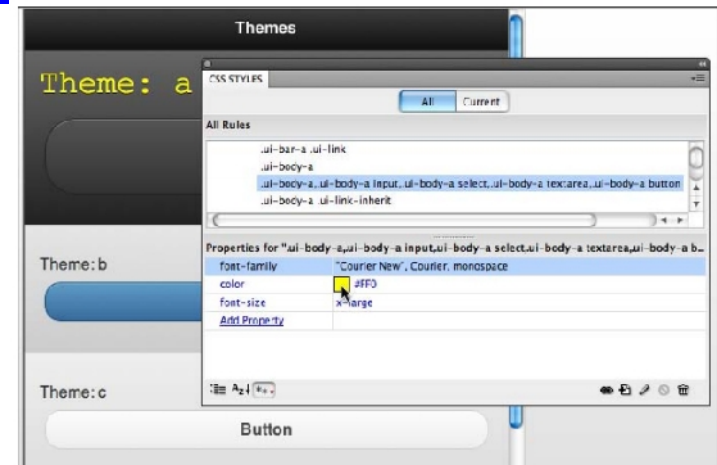 Themes
Theme: a
CSS STYLES
All Current
All Rules
.ui-bar-a .ui-link
.ui-body-a
.ui-body-a,.ui-body-a input,.ui-body-a select,.ui-body-a textarea,.ui-body-a button
.ui-body-a .ui-link-inherit
Properties for ".ui-body-a,.ui-body-a input,.ui-body-a select,.ui-body-a textarea,.ui-body-a b...
font-family "Courier New", Courier, monospace
color #FF0
font-size x-large
Add Property
Theme:b
Theme:c
Button